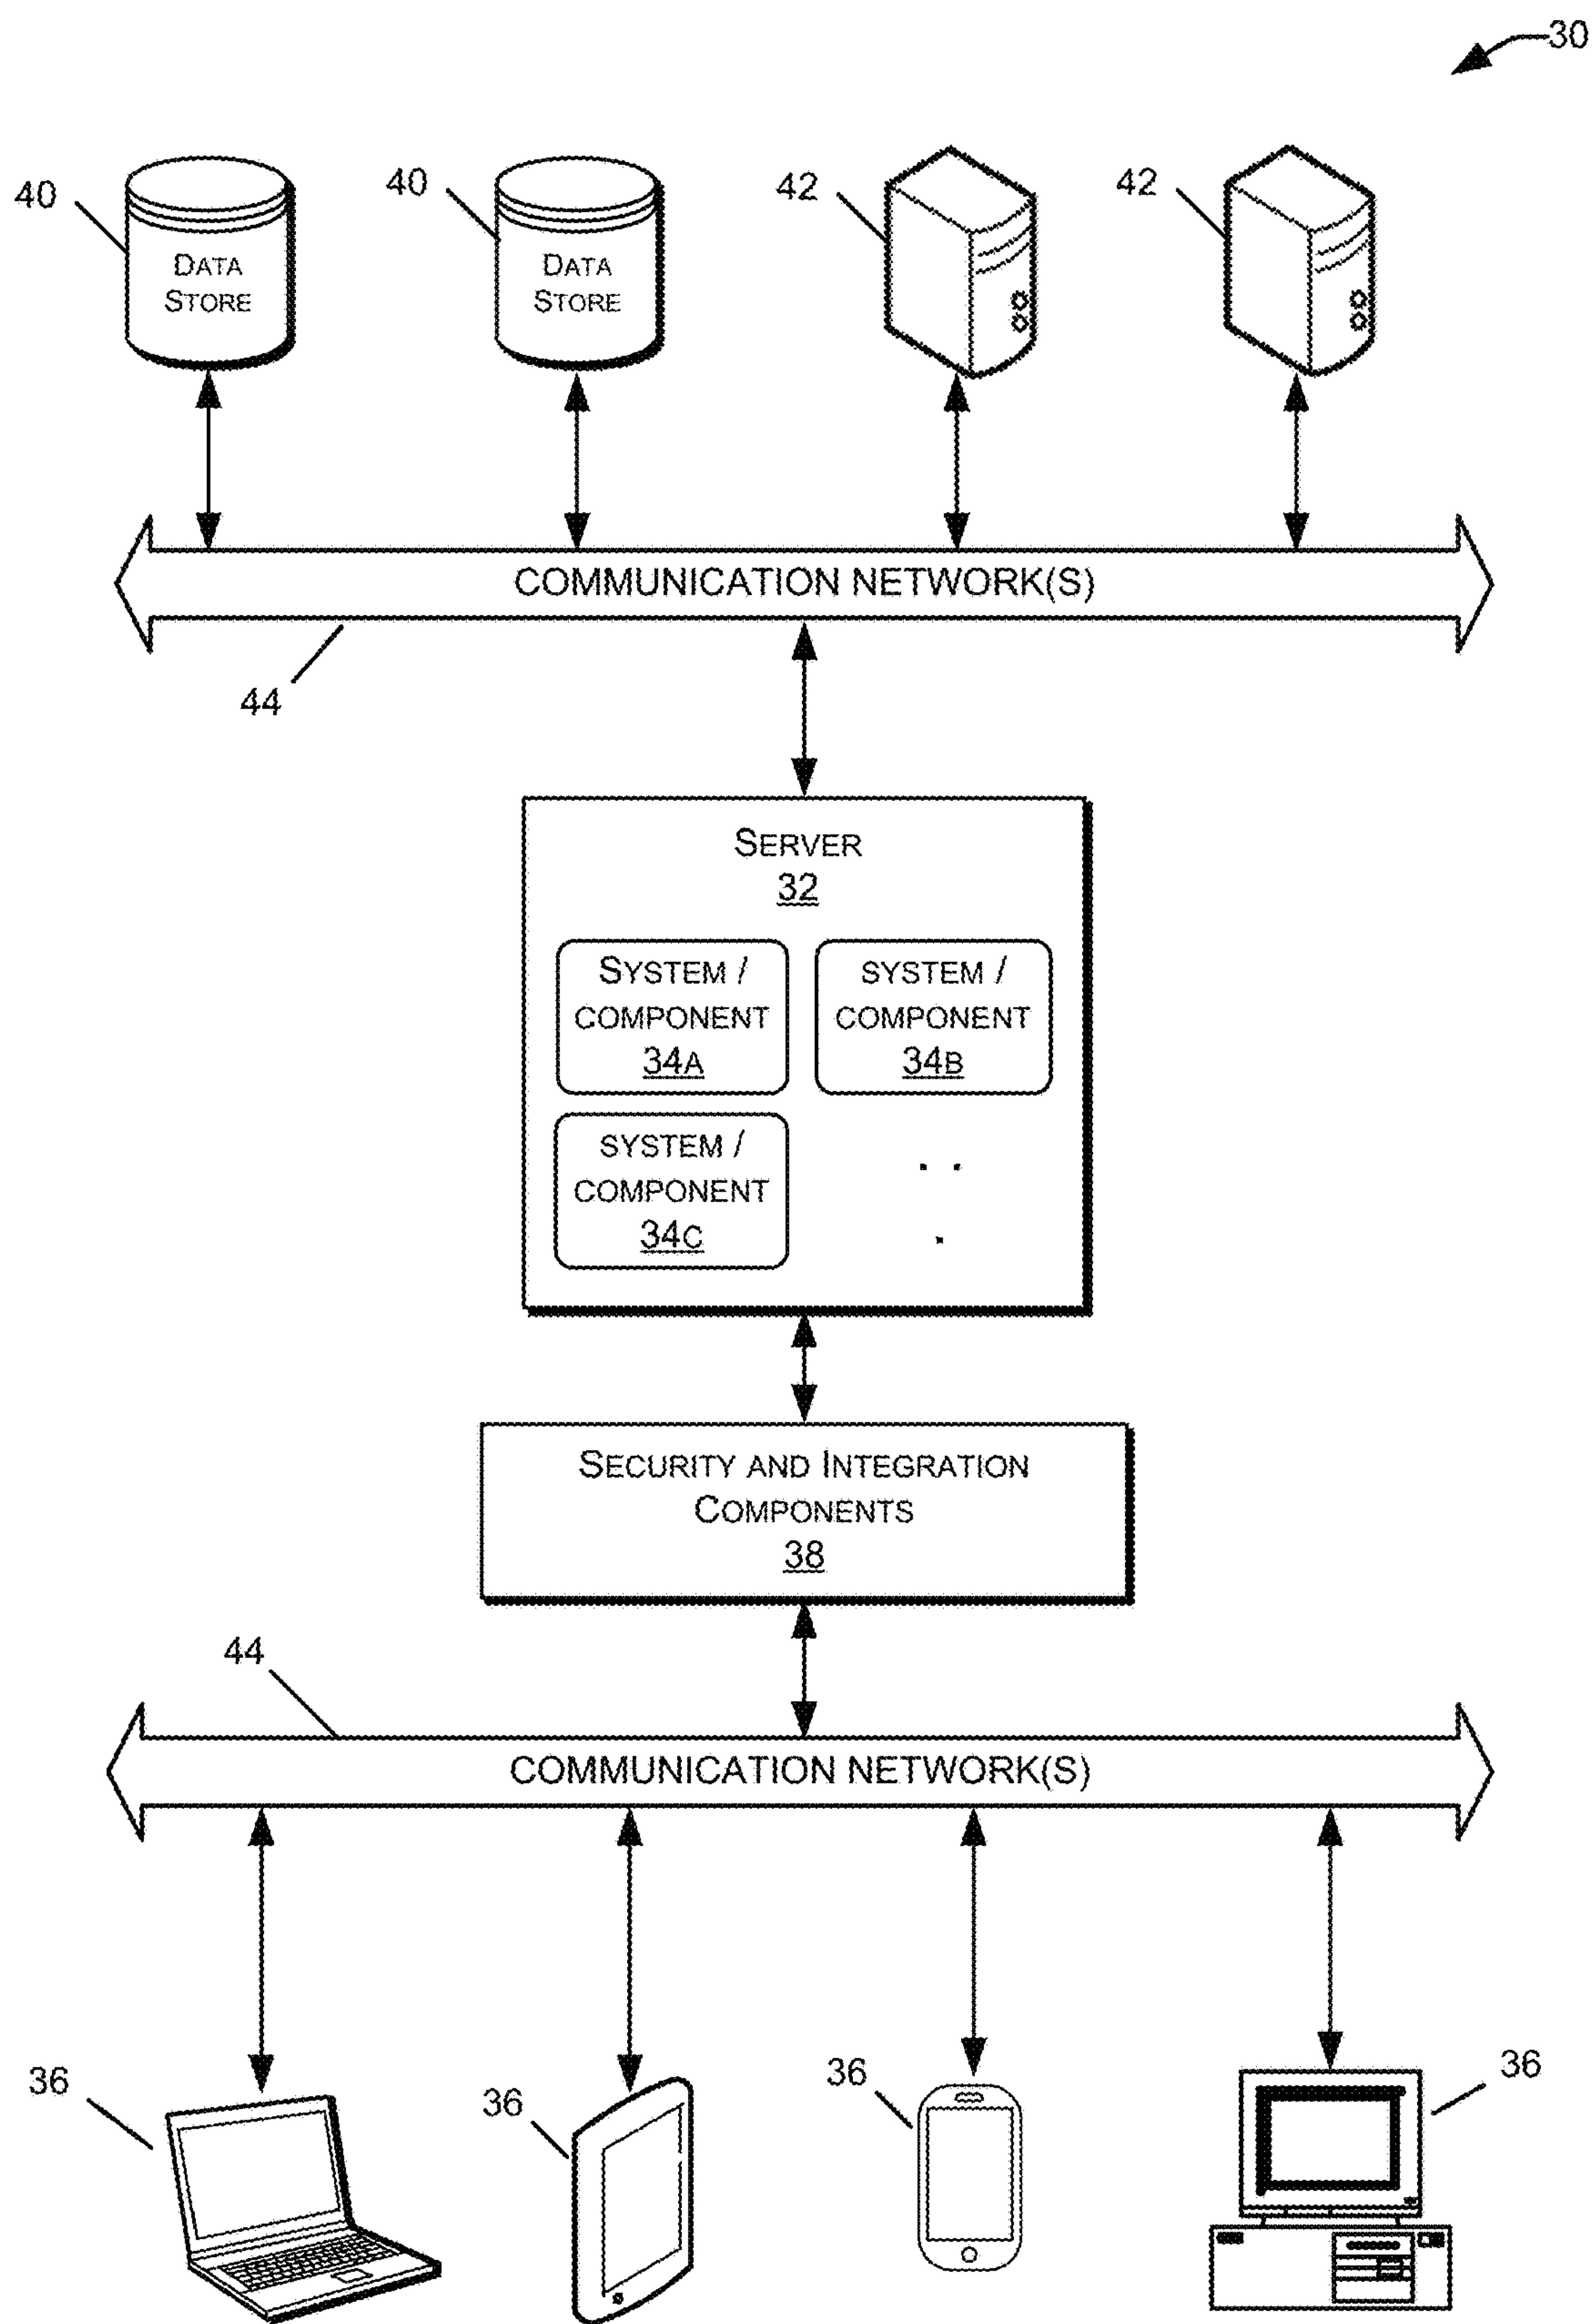 30
40
40
42
42
DATA
STORE
DATA
STORE
COMMUNICATION NETWORK(S)
44
SERVER
32
SYSTEM /
COMPONENT
34A
SYSTEM /
COMPONENT
34B
SYSTEM /
COMPONENT
34C
. .
.
SECURITY AND INTEGRATION
COMPONENTS
38
44
COMMUNICATION NETWORK(S)
36
36
36
36